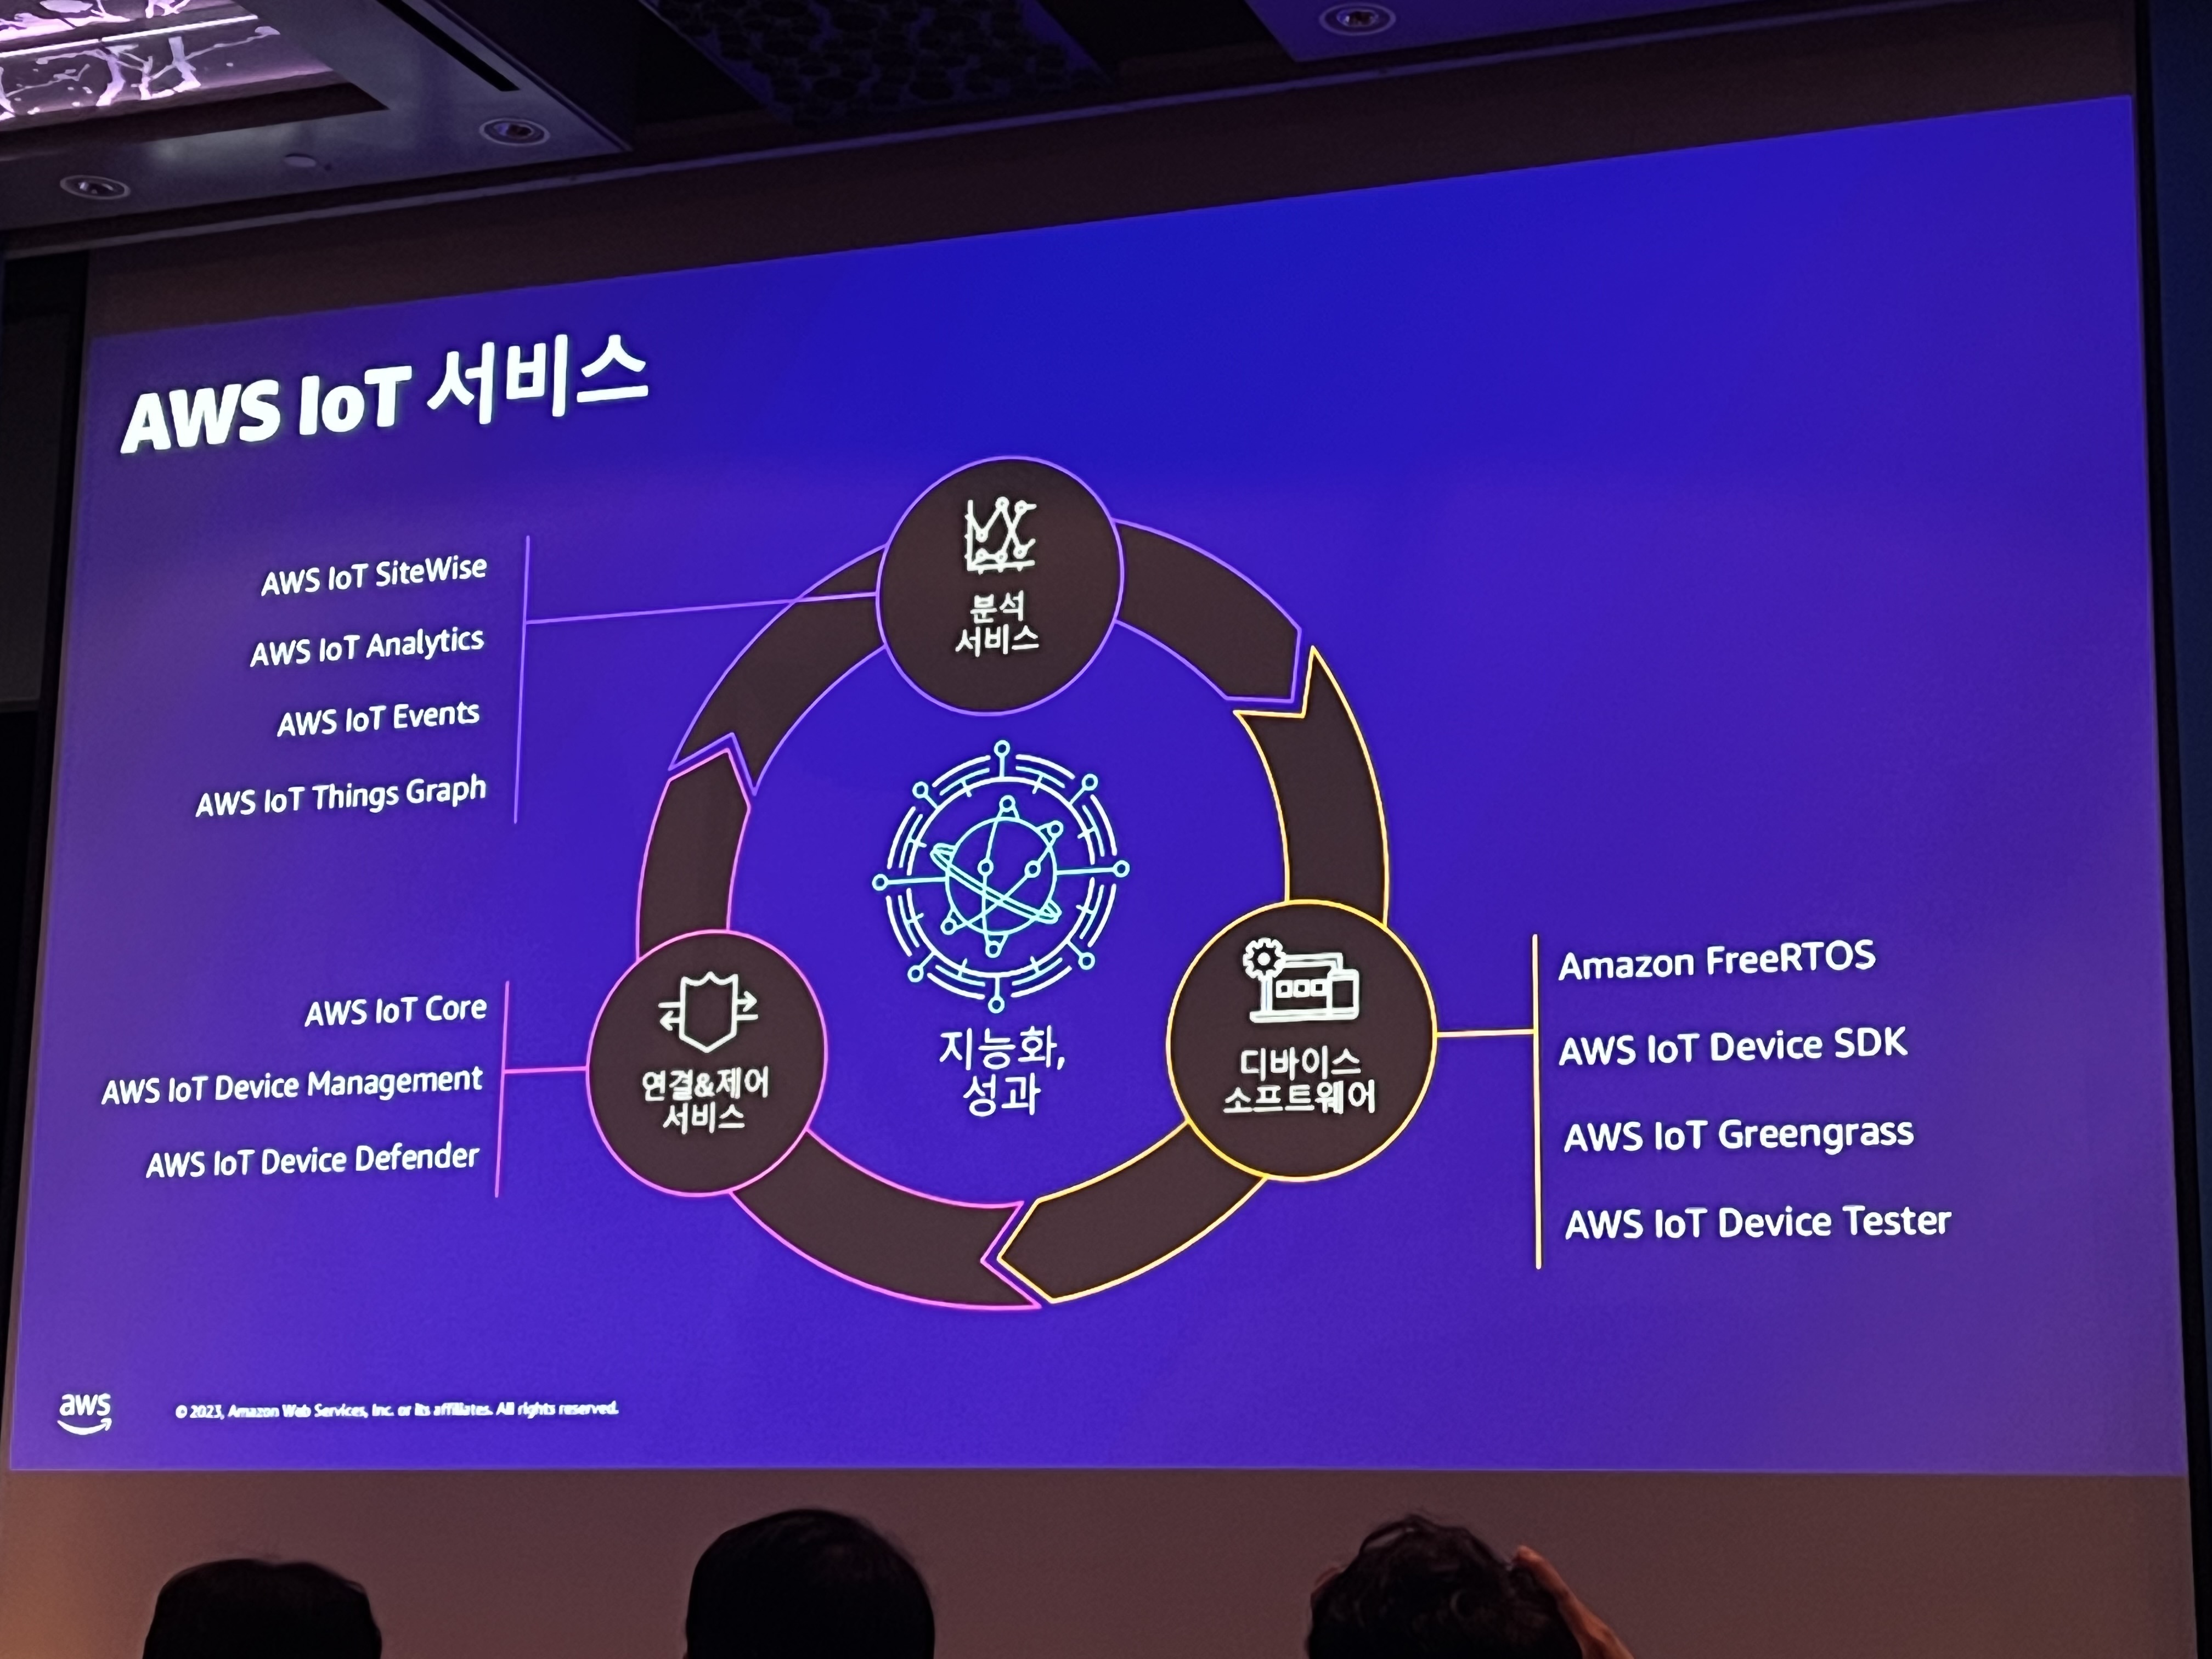 AWS IoT 서비스
분석
서비스
AWS IoT SiteWise
AWS IoT Analytics
AWS IoT Events
AWS IoT Things Graph
지능화,
성과
연결&제어
서비스
AWS IoT Core
AWS IoT Device Management
AWS IoT Device Defender
디바이스
소프트웨어
Amazon FreeRTOS
AWS IoT Device SDK
AWS IoT Greengrass
AWS IoT Device Tester
aws
© 2023, Amazon Web Services, Inc. or its affiliates. All rights reserved.